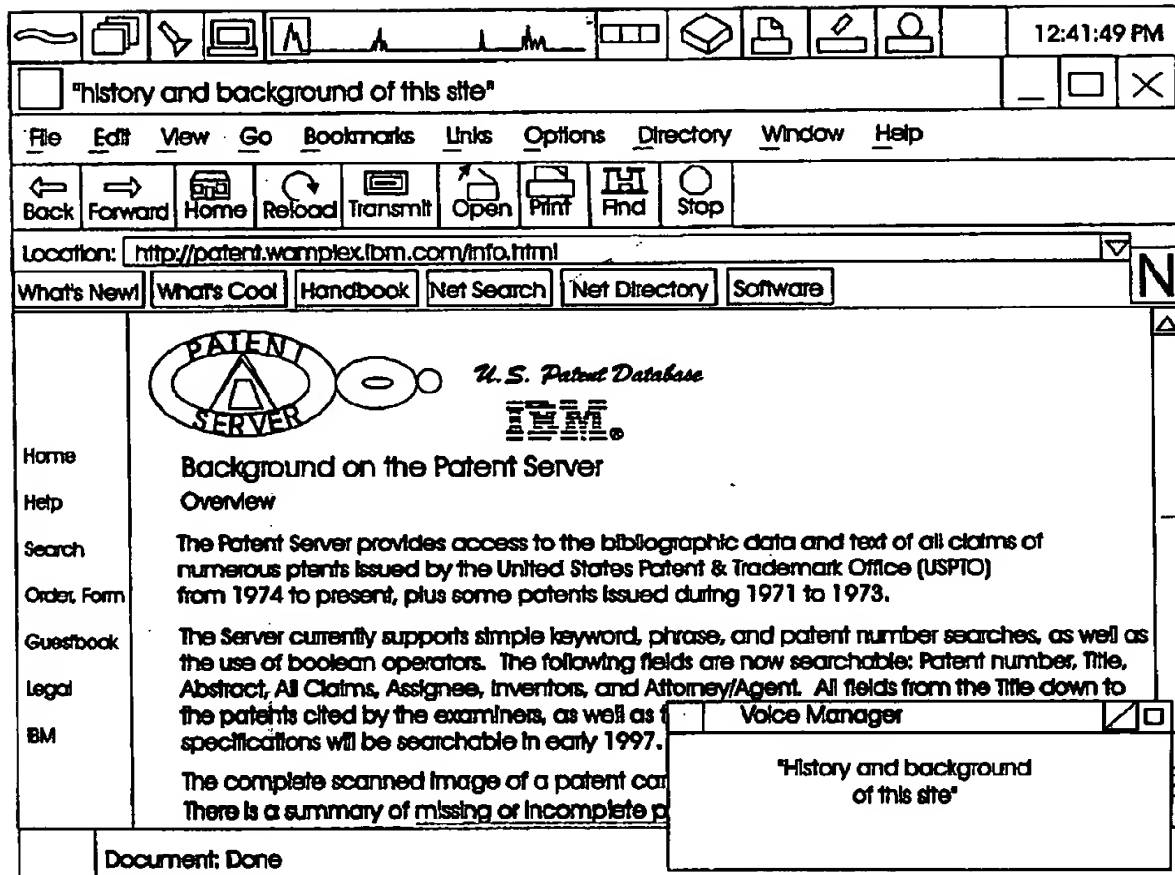 12:41:49 PM
"history and background of this site"
File Edit View Go Bookmarks Links Options Directory Window Help
Back Forward Home Reload Transmit Open Print Find Stop
Location: http://patent.womplex.ibm.com/info.html
What's New! What's Cool Handbook Net Search Net Directory Software
N
PATENT SERVER
U.S. Patent Database
IBM®
Home
Help
Search
Order, Form
Guestbook
Legal
IBM
Background on the Patent Server
Overview
The Patent Server provides access to the bibliographic data and text of all claims of
numerous ptents issued by the United States Patent & Trademark Office (USPTO)
from 1974 to present, plus some patents issued during 1971 to 1973.
The Server currently supports simple keyword, phrase, and patent number searches, as well as
the use of boolean operators. The following fields are now searchable: Patent number, Title,
Abstract, All Claims, Assignee, Inventors, and Attorney/Agent. All fields from the Title down to
the patents cited by the examiners, as well as
specifications will be searchable in early 1997.
The complete scanned image of a patent
There is a summary of missing or incomplete
Voice Manager
"History and background
of this site"
Document: Done